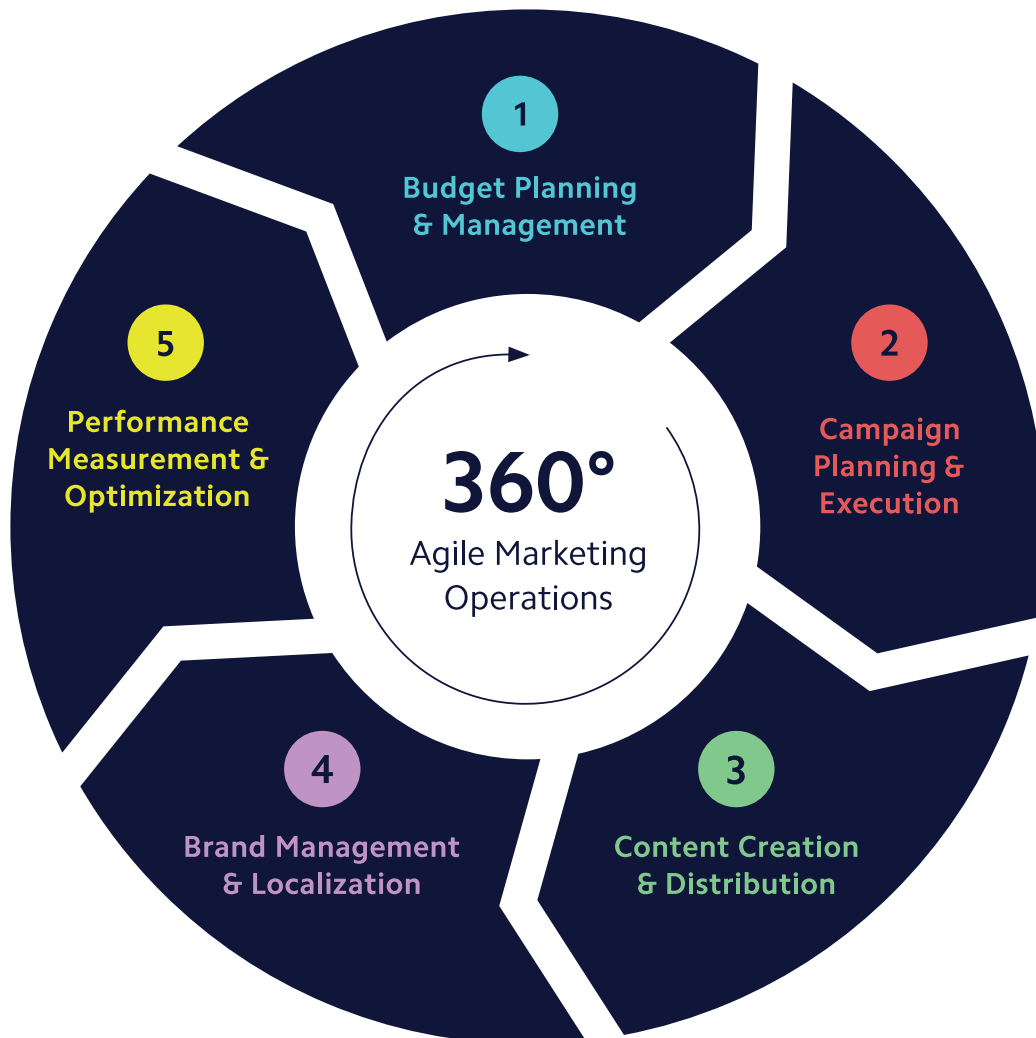 1
Budget Planning
& Management
2
Campaign
Planning &
Execution
3
Content Creation
& Distribution
4
Brand Management
& Localization
5
Performance
Measurement &
Optimization
360°
Agile Marketing
Operations